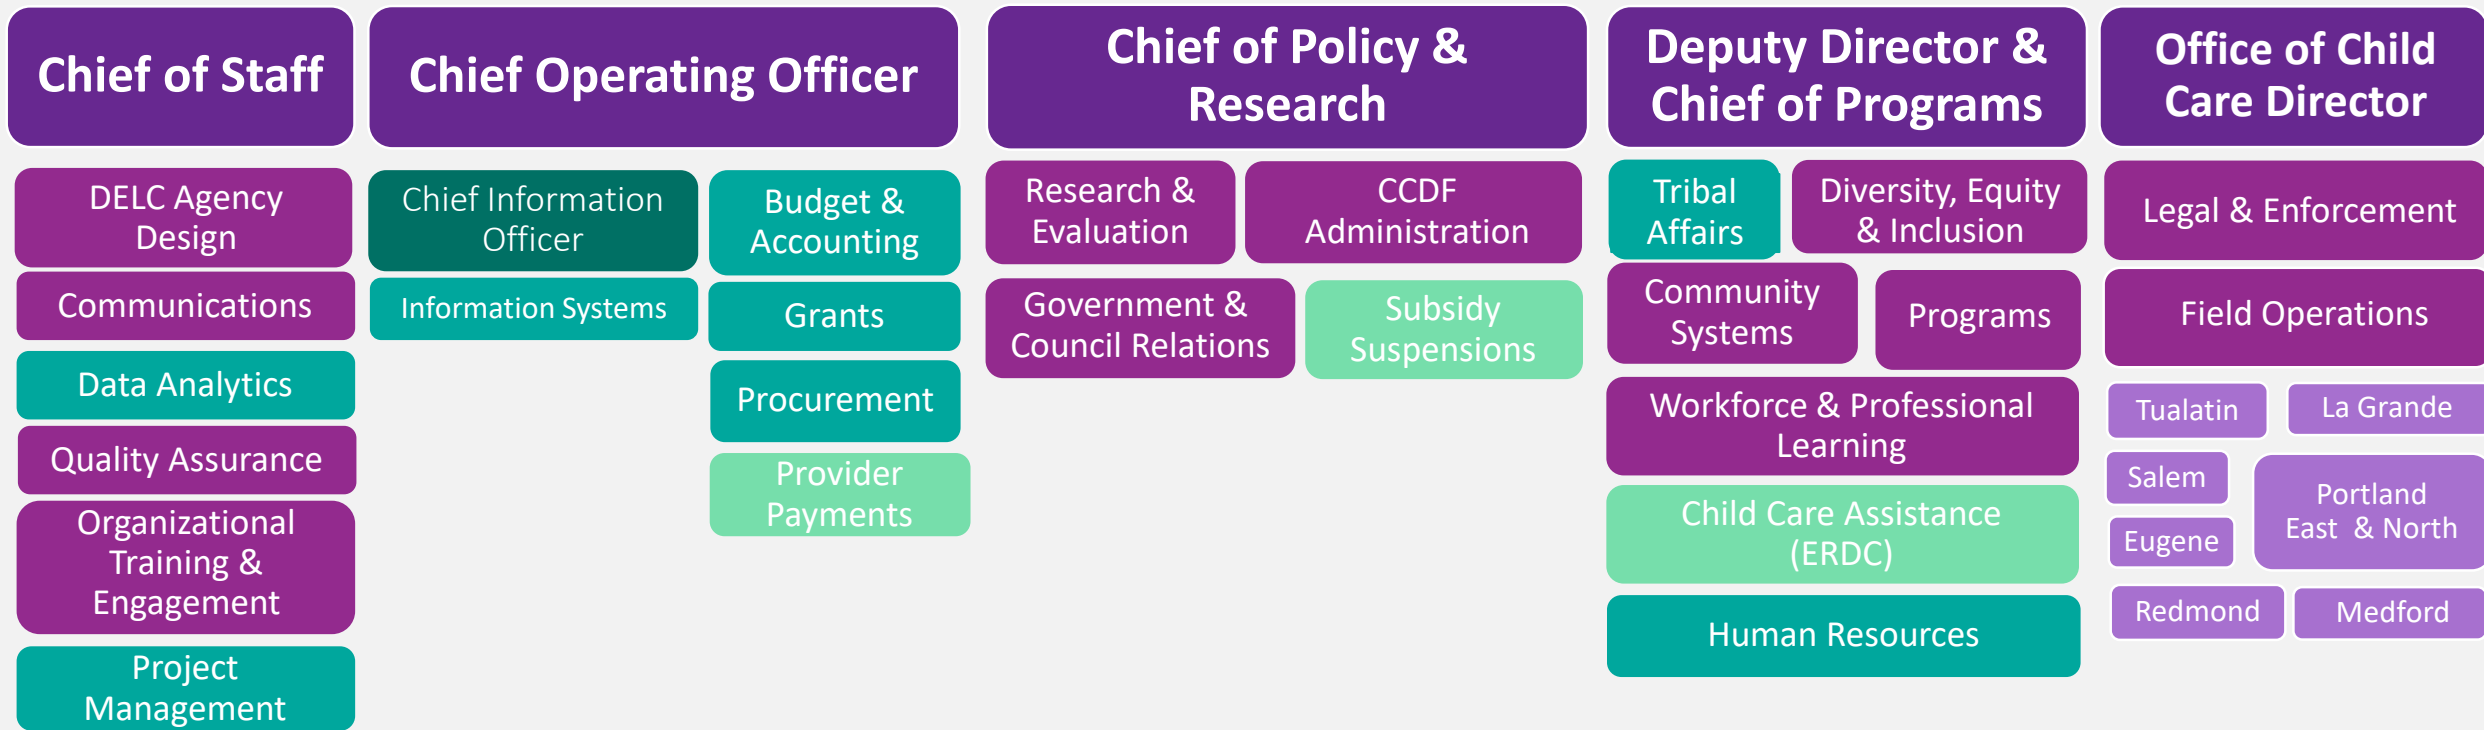 Chief of Staff
DELC Agency
Design
Communications
Data Analytics
Quality Assurance
Organizational
Training &
Engagement
Project
Management
Chief Operating Officer
Chief Information
Officer
Information Systems
Budget &
Accounting
Grants
Procurement
Provider
Payments
Chief of Policy &
Research
Research &
Evaluation
CCDF
Administration
Government &
Council Relations
Subsidy
Suspensions
Deputy Director &
Chief of Programs
Tribal
Affairs
Diversity, Equity
& Inclusion
Community
Systems
Programs
Workforce & Professional
Learning
Child Care Assistance
(ERDC)
Human Resources
Office of Child
Care Director
Legal & Enforcement
Field Operations
Tualatin
La Grande
Salem
Portland
East & North
Eugene
Redmond
Medford